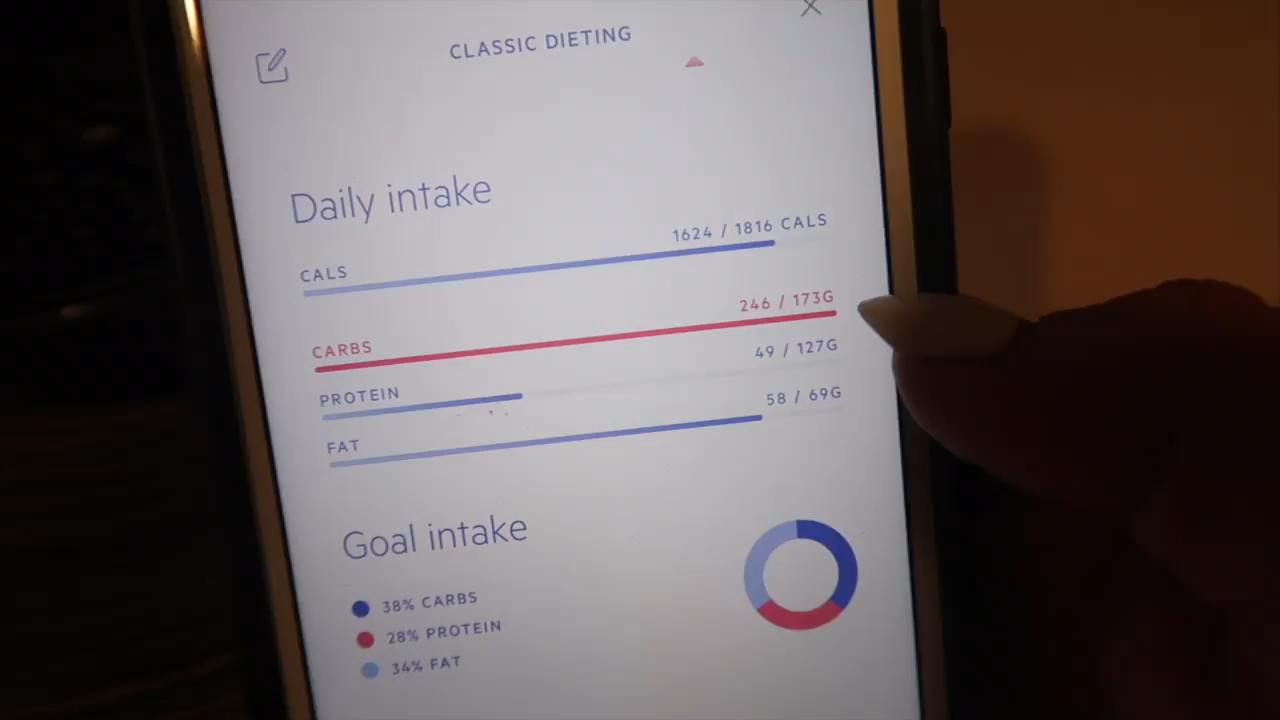 CLASSIC DIETING
Daily intake
CALS 1624 / 1816 CALS
CARBS 246 / 173G
PROTEIN 49 / 127G
FAT 58 / 69G
Goal intake
38% CARBS
28% PROTEIN
34% FAT